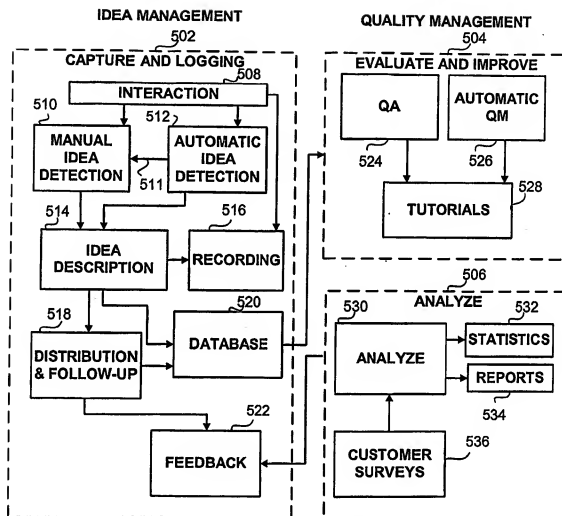 IDEA MANAGEMENT
502
CAPTURE AND LOGGING
508
INTERACTION
510
512
MANUAL
IDEA
DETECTION
AUTOMATIC
IDEA
DETECTION
511
514
516
IDEA
DESCRIPTION
RECORDING
518
520
DISTRIBUTION
& FOLLOW-UP
DATABASE
522
FEEDBACK
QUALITY MANAGEMENT
504
EVALUATE AND IMPROVE
QA
AUTOMATIC
QM
524
526
528
TUTORIALS
506
ANALYZE
530
532
ANALYZE
STATISTICS
REPORTS
534
536
CUSTOMER
SURVEYS